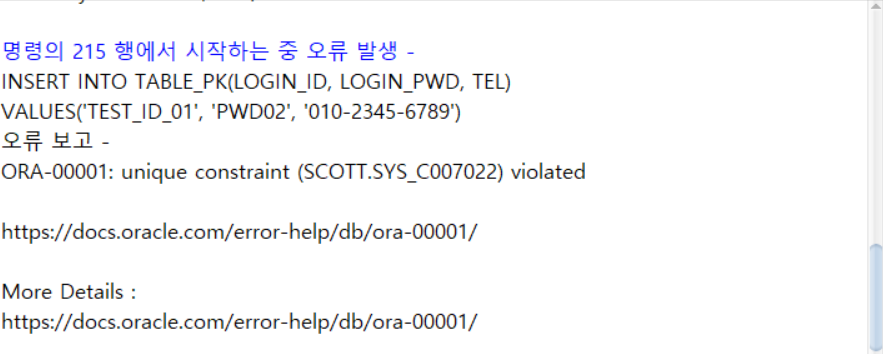 명령의 215 행에서 시작하는 중 오류 발생 -
INSERT INTO TABLE_PK(LOGIN_ID, LOGIN_PWD, TEL)
VALUES('TEST_ID_01', 'PWD02', '010-2345-6789')
오류 보고 -
ORA-00001: unique constraint (SCOTT.SYS_C007022) violated
https://docs.oracle.com/error-help/db/ora-00001/
More Details :
https://docs.oracle.com/error-help/db/ora-00001/